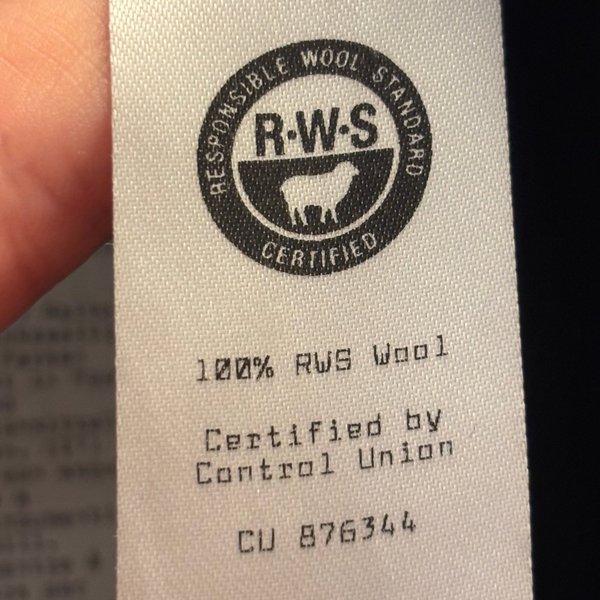 RESPONSIBLE WOOL STANDARD
R·W·S
CERTIFIED
100% RWS Wool
Certified by
Control Union
CU 876344